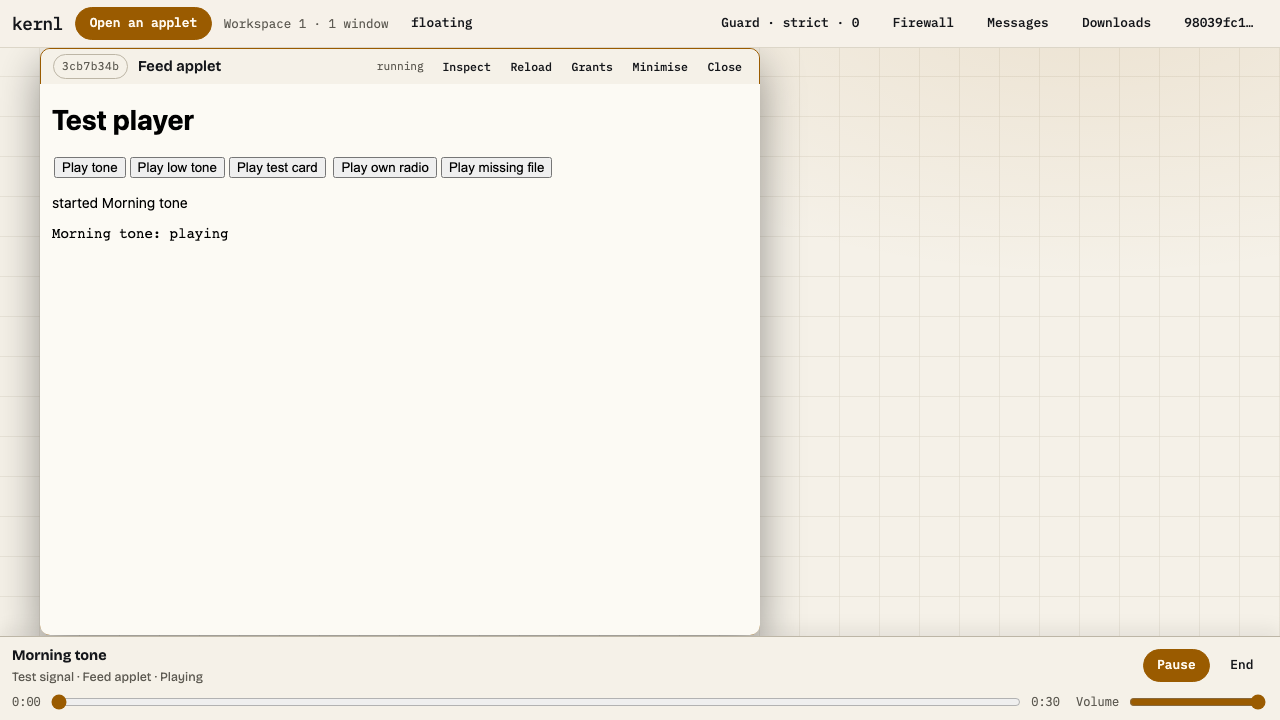 kernl Open an applet Workspace 1 · 1 window floating Guard · strict · 0 Firewall Messages Downloads 98039fc1…
3cb7b34b Feed applet running Inspect Reload Grants Minimise Close
Test player
Play tone Play low tone Play test card Play own radio Play missing file
started Morning tone
Morning tone: playing
Morning tone
Test signal · Feed applet · Playing
Pause End
0:00 0:30 Volume